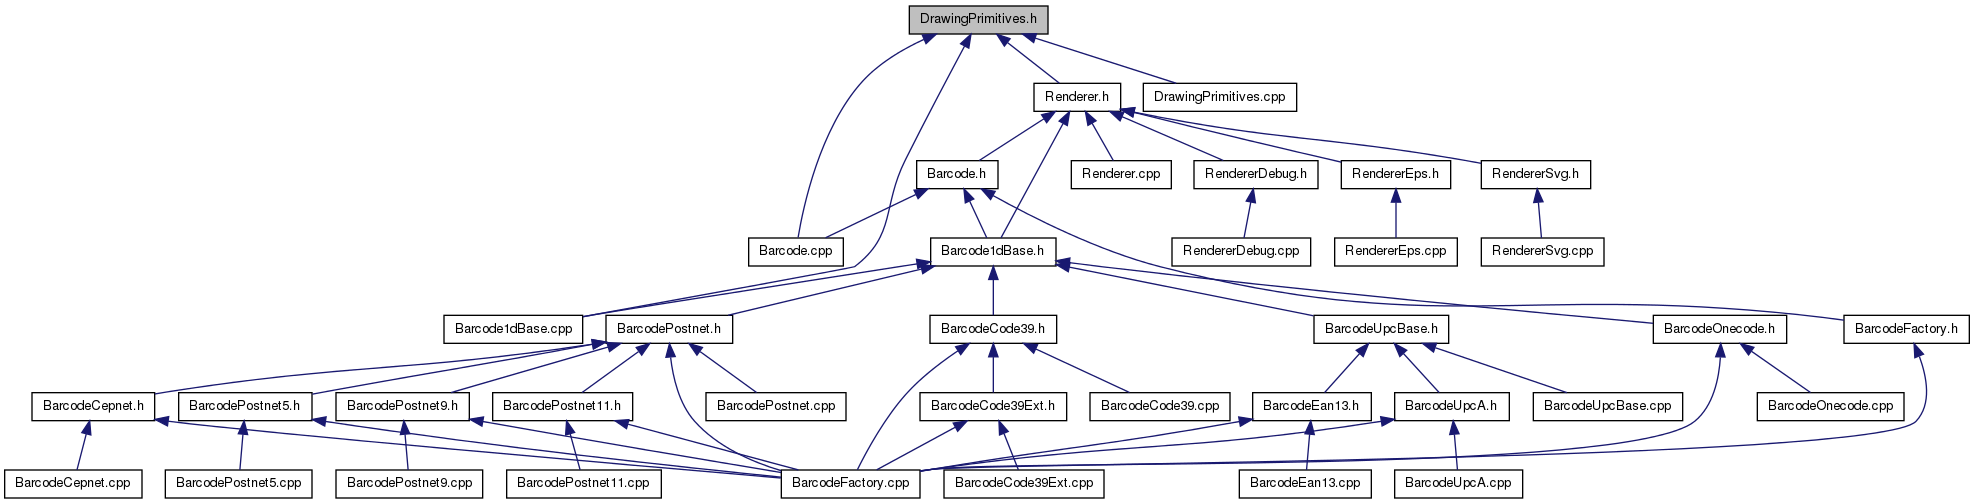 DrawingPrimitives.h
Renderer.h
DrawingPrimitives.cpp
Barcode.h
Renderer.cpp
RendererDebug.h
RendererEps.h
RendererSvg.h
Barcode.cpp
Barcode1dBase.h
RendererDebug.cpp
RendererEps.cpp
RendererSvg.cpp
Barcode1dBase.cpp
BarcodePostnet.h
BarcodeCode39.h
BarcodeUpcBase.h
BarcodeOnecode.h
BarcodeFactory.h
BarcodeCepnet.h
BarcodePostnet5.h
BarcodePostnet9.h
BarcodePostnet11.h
BarcodePostnet.cpp
BarcodeCode39Ext.h
BarcodeCode39.cpp
BarcodeEan13.h
BarcodeUpcA.h
BarcodeUpcBase.cpp
BarcodeOnecode.cpp
BarcodeCepnet.cpp
BarcodePostnet5.cpp
BarcodePostnet9.cpp
BarcodePostnet11.cpp
BarcodeFactory.cpp
BarcodeCode39Ext.cpp
BarcodeEan13.cpp
BarcodeUpcA.cpp